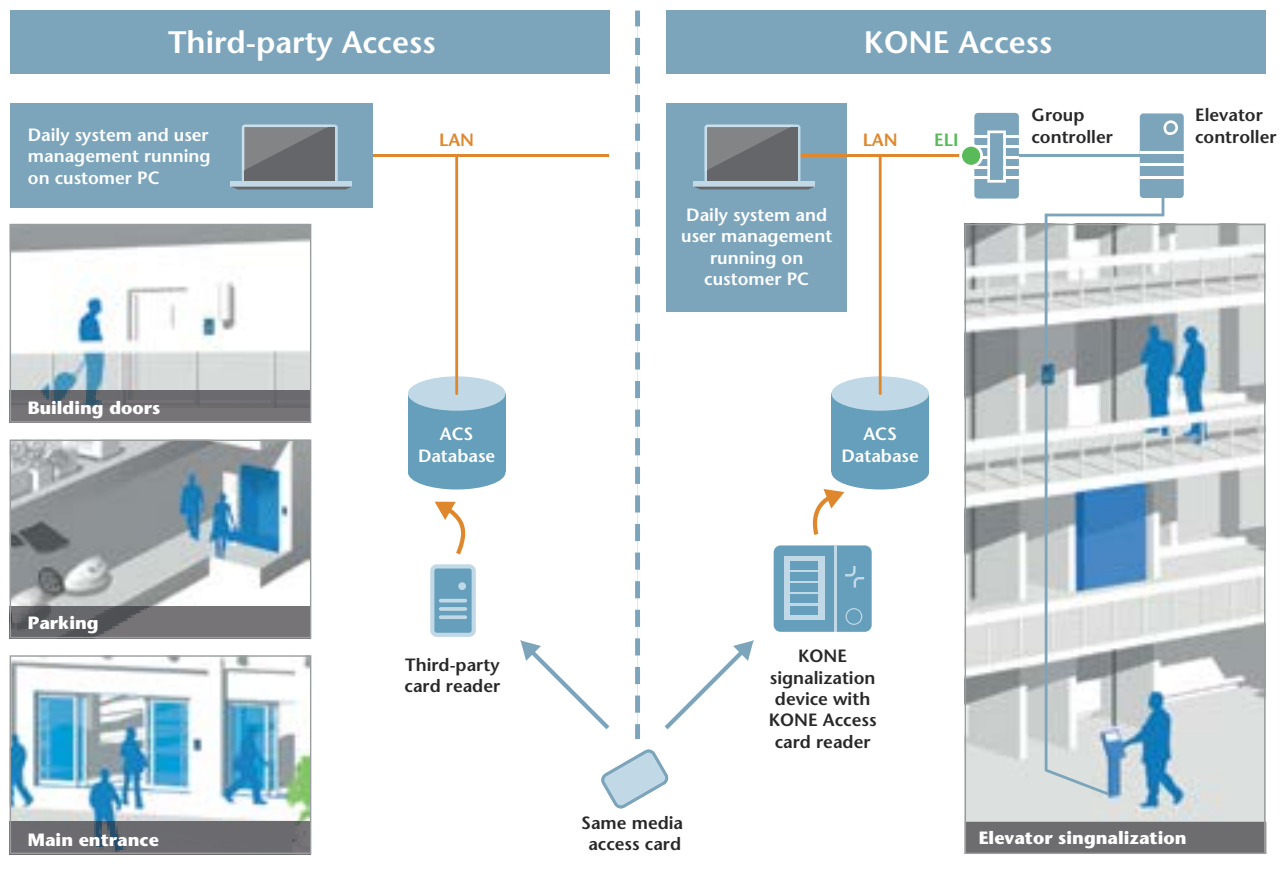 Third-party Access
Daily system and user
management running
on customer PC
LAN
Building doors
Parking
Main entrance
ACS
Database
Third-party
card reader
Same media
access card
KONE Access
Daily system and
user management
running on
customer PC
LAN
ELI
Group
controller
Elevator
controller
ACS
Database
KONE
signalization
device with
KONE Access
card reader
Elevator singnalization